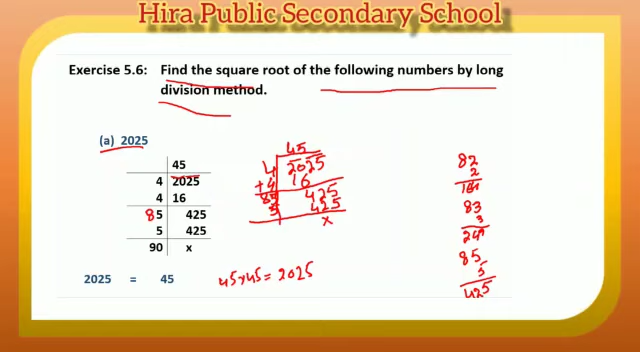 Hira Public Secondary School
Exercise 5.6: Find the square root of the following numbers by long
division method.
(a) 2025
45
4 2025
4 16
85 425
5 425
90 x
2025 = 45
45
4 2025
+4 16
85 425
5 425
x
45×45=2025
82
2
164
83
3
249
85
5
425